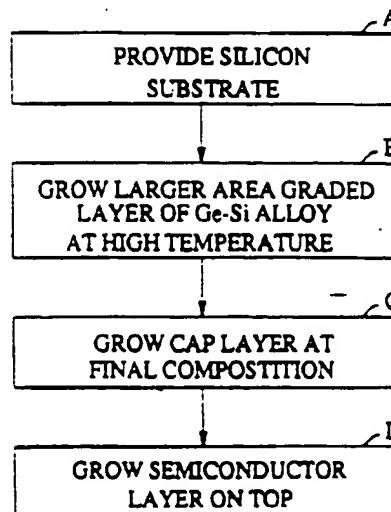 A
PROVIDE SILICON
SUBSTRATE
GROW LARGER AREA GRADED
LAYER OF Ge-Si ALLOY
AT HIGH TEMPERATURE
GROW CAP LAYER AT
FINAL COMPOSTITION
GROW SEMICONDUCTOR
LAYER ON TOP